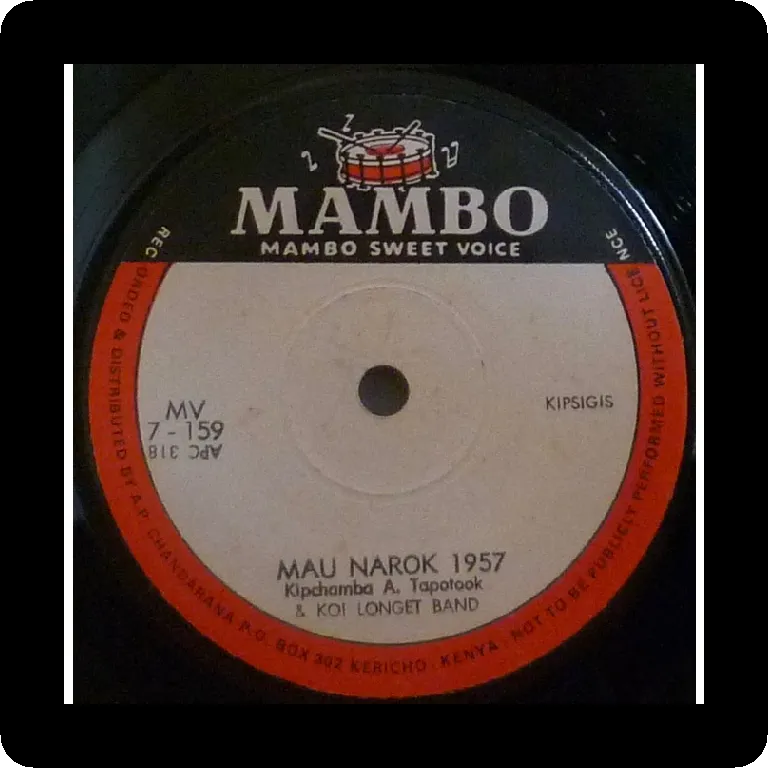 MAMBO
MAMBO SWEET VOICE
MV
7 - 159
APC 318
KIPSIGIS
MAU NAROK 1957
Kipchamba A. Tapotook
& KOI LONGET BAND
RECORDED & DISTRIBUTED BY A.P. CHANDARANA P.O. BOX 302 KERICHO . KENYA . NOT TO BE PUBLICLY PERFORMED WITHOUT LICENCE